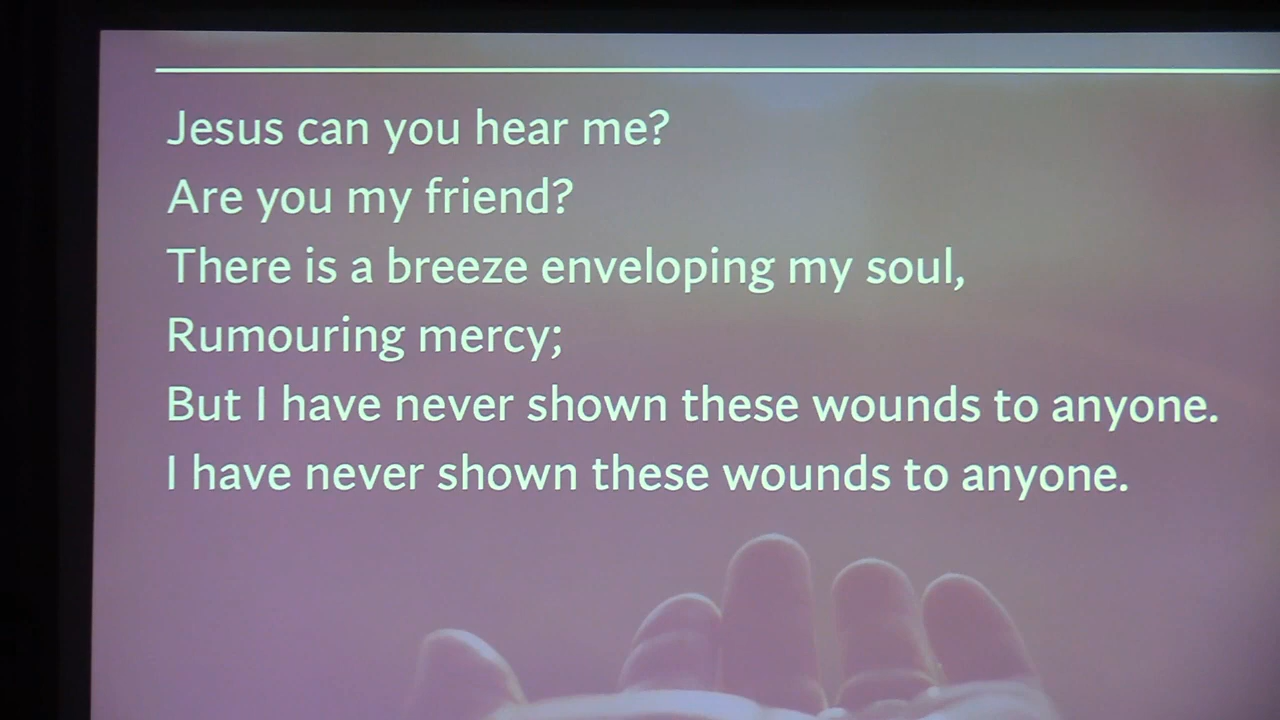 Jesus can you hear me?
Are you my friend?
There is a breeze enveloping my soul,
Rumouring mercy;
But I have never shown these wounds to anyone.
I have never shown these wounds to anyone.